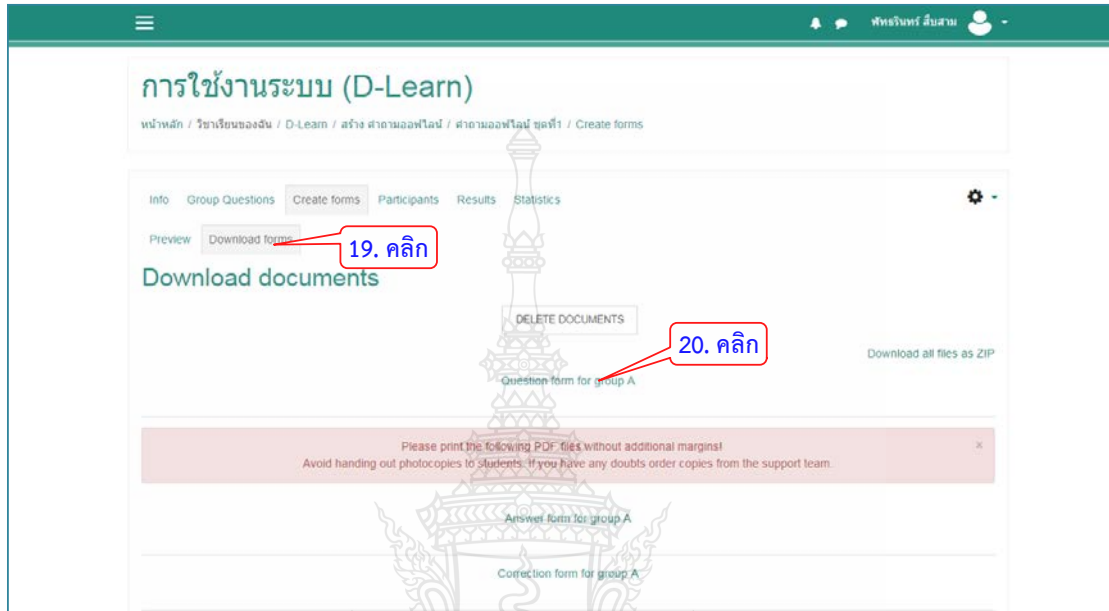 พัทธรินทร์ สืบสาม
การใช้งานระบบ (D-Learn)
หน้าหลัก / วิชาเรียนของฉัน / D-Learn / สร้าง คำถามออฟไลน์ / คำถามออฟไลน์ ชุดที่1 / Create forms
Info Group Questions Create forms Participants Results Statistics
Preview Download forms
19. คลิก
Download documents
DELETE DOCUMENTS
20. คลิก
Download all files as ZIP
Question form for group A
Please print the following PDF files without additional margins!
×
Avoid handing out photocopies to students. If you have any doubts order copies from the support team.
Answer form for group A
Correction form for group A